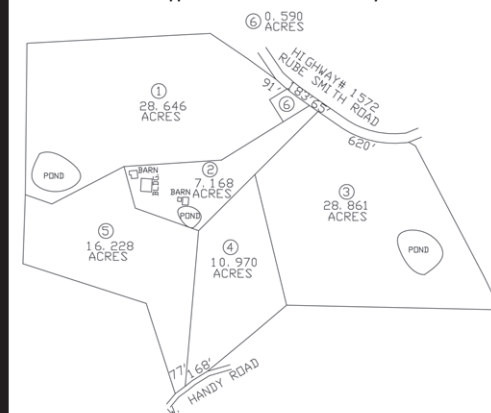 ⑥ 0.590
ACRES
HIGHWAY# 1572
RUBE SMITH ROAD
91'
183'
65'
620'
⑥
①
28.646
ACRES
POND
②
7.168
ACRES
BARN
BLDG
BARN
POND
③
28.861
ACRES
POND
⑤
16.228
ACRES
④
10.970
ACRES
77'
168'
HANDY ROAD